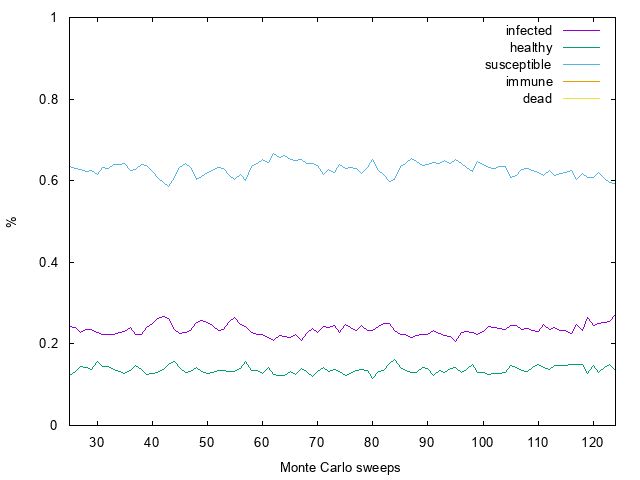 1
0.8
0.6
0.4
0.2
0
%
infected
healthy
susceptible
immune
dead
30 40 50 60 70 80 90 100 110 120
Monte Carlo sweeps